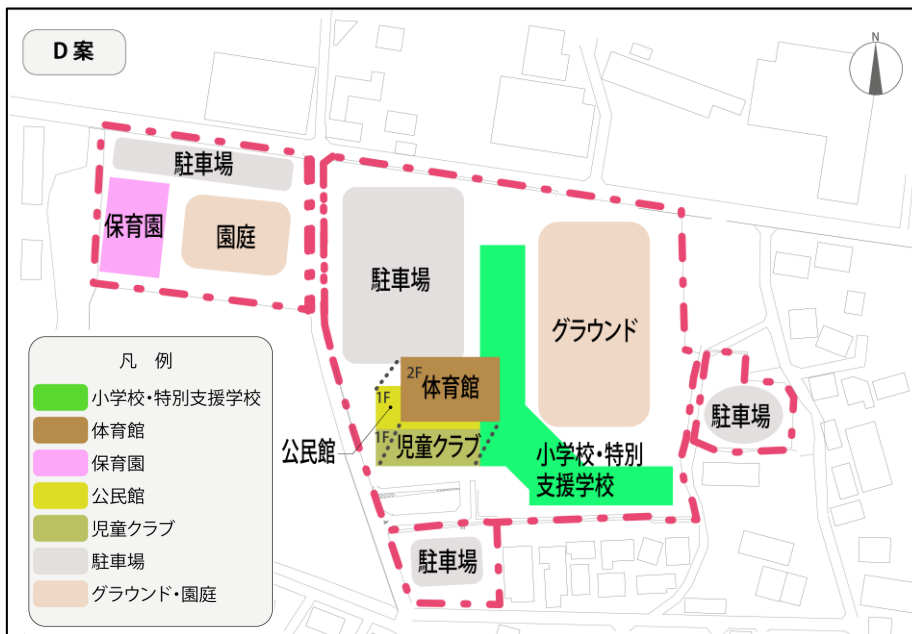 D案
N
駐車場
保育園
園庭
駐車場
グラウンド
2F
体育館
1F
1F
児童クラブ
公民館
小学校・特別
支援学校
駐車場
駐車場
凡 例
小学校・特別支援学校
体育館
保育園
公民館
児童クラブ
駐車場
グラウンド・園庭